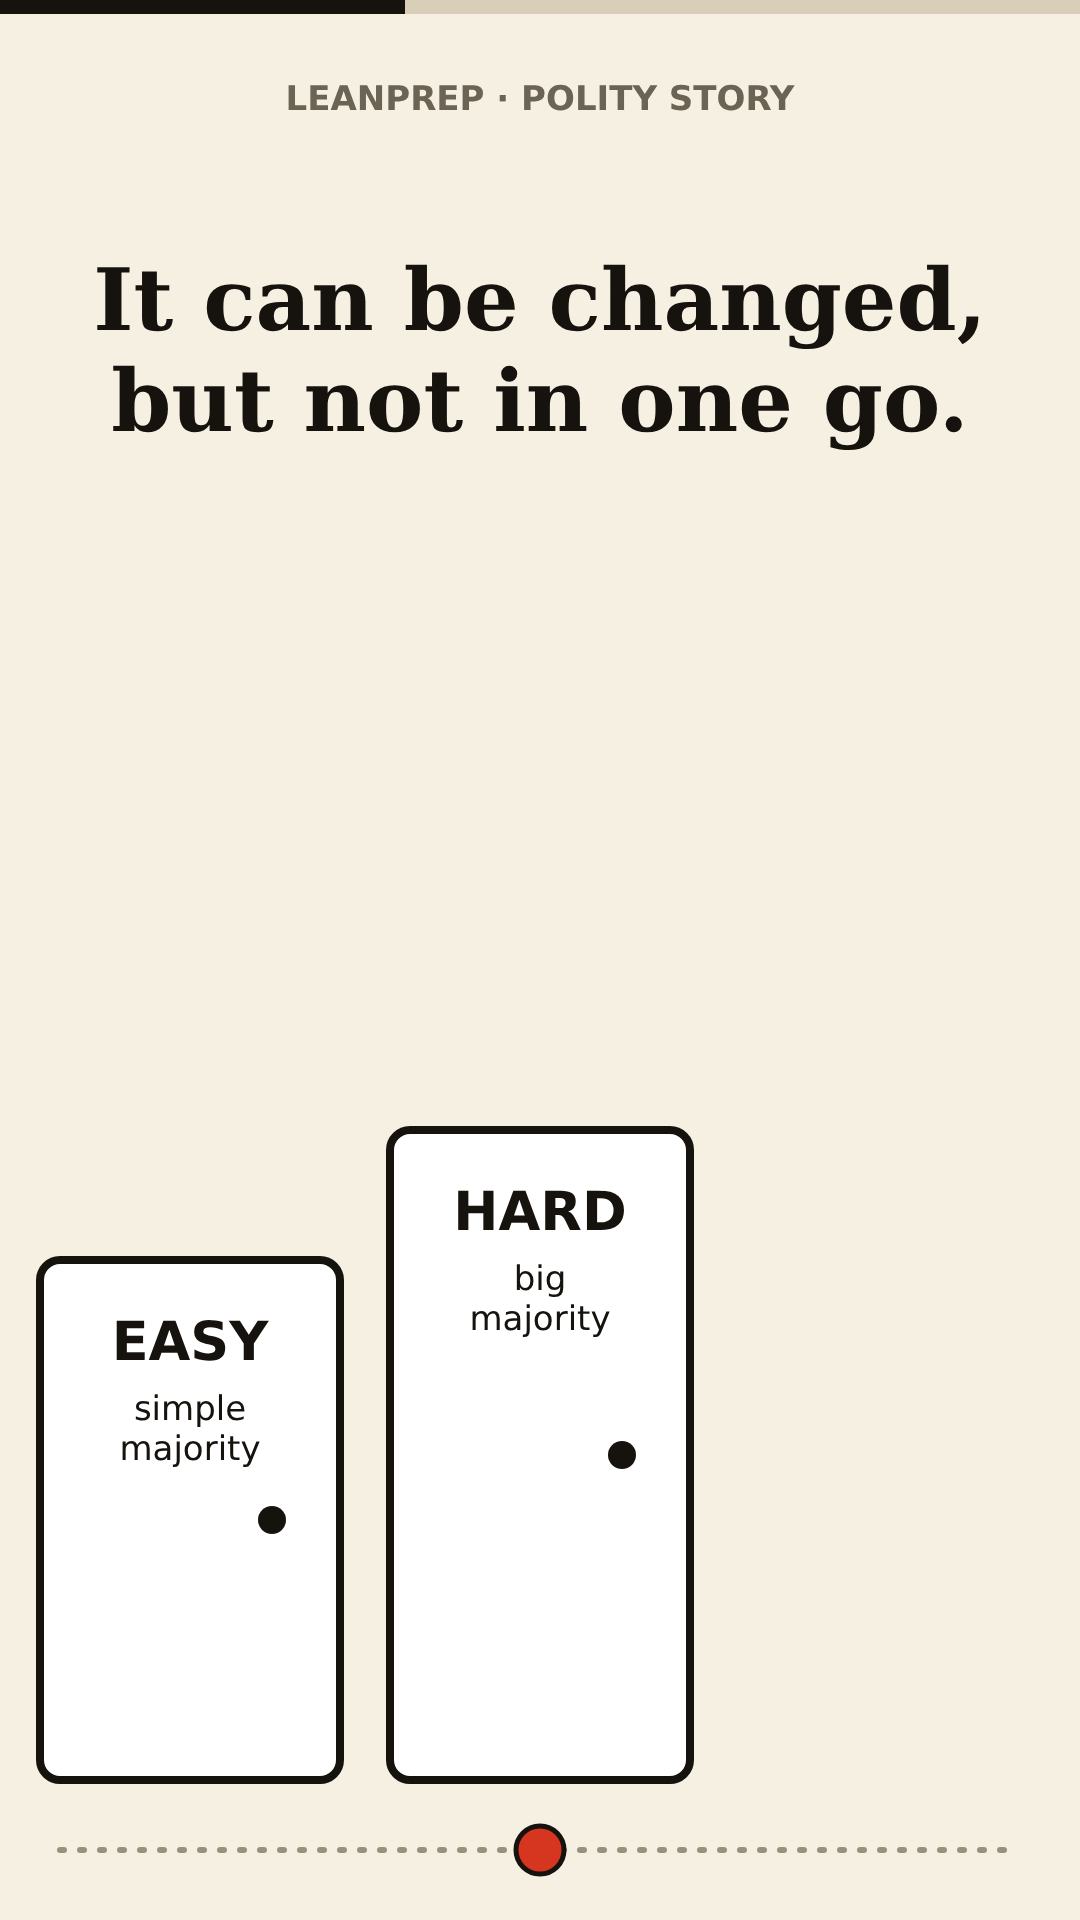 LEANPREP · POLITY STORY
It can be changed,
but not in one go.
HARD
big
majority
EASY
simple
majority